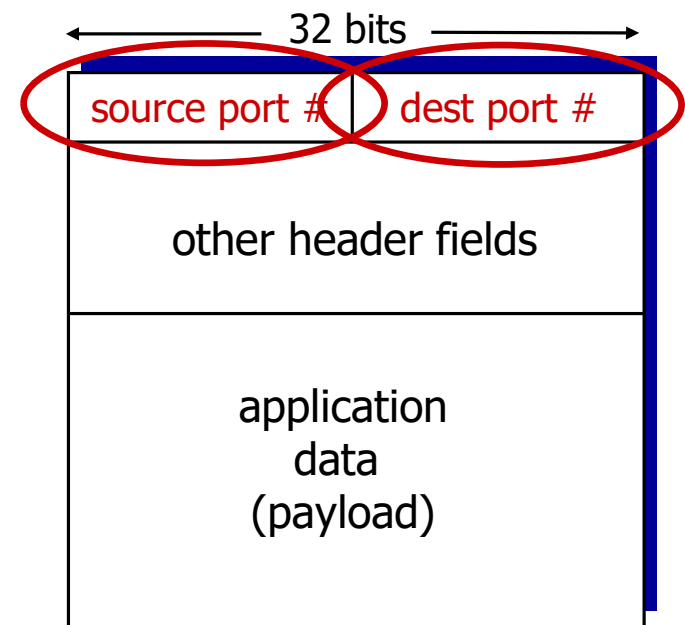 32 bits
source port # dest port #
other header fields
application
data
(payload)